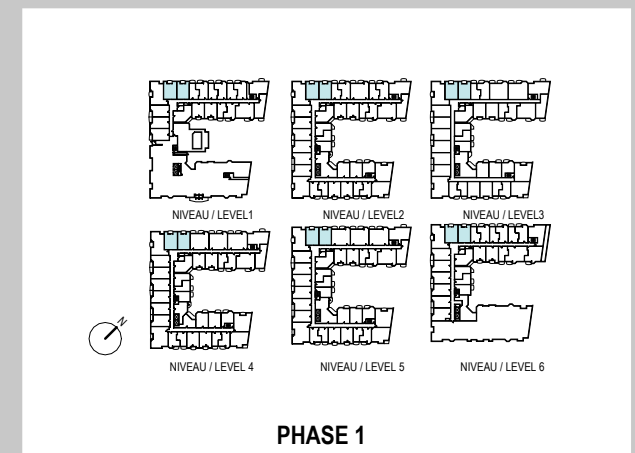 NIVEAU / LEVEL1
NIVEAU / LEVEL2
NIVEAU / LEVEL3
NIVEAU / LEVEL 4
NIVEAU / LEVEL 5
NIVEAU / LEVEL 6
N
PHASE 1